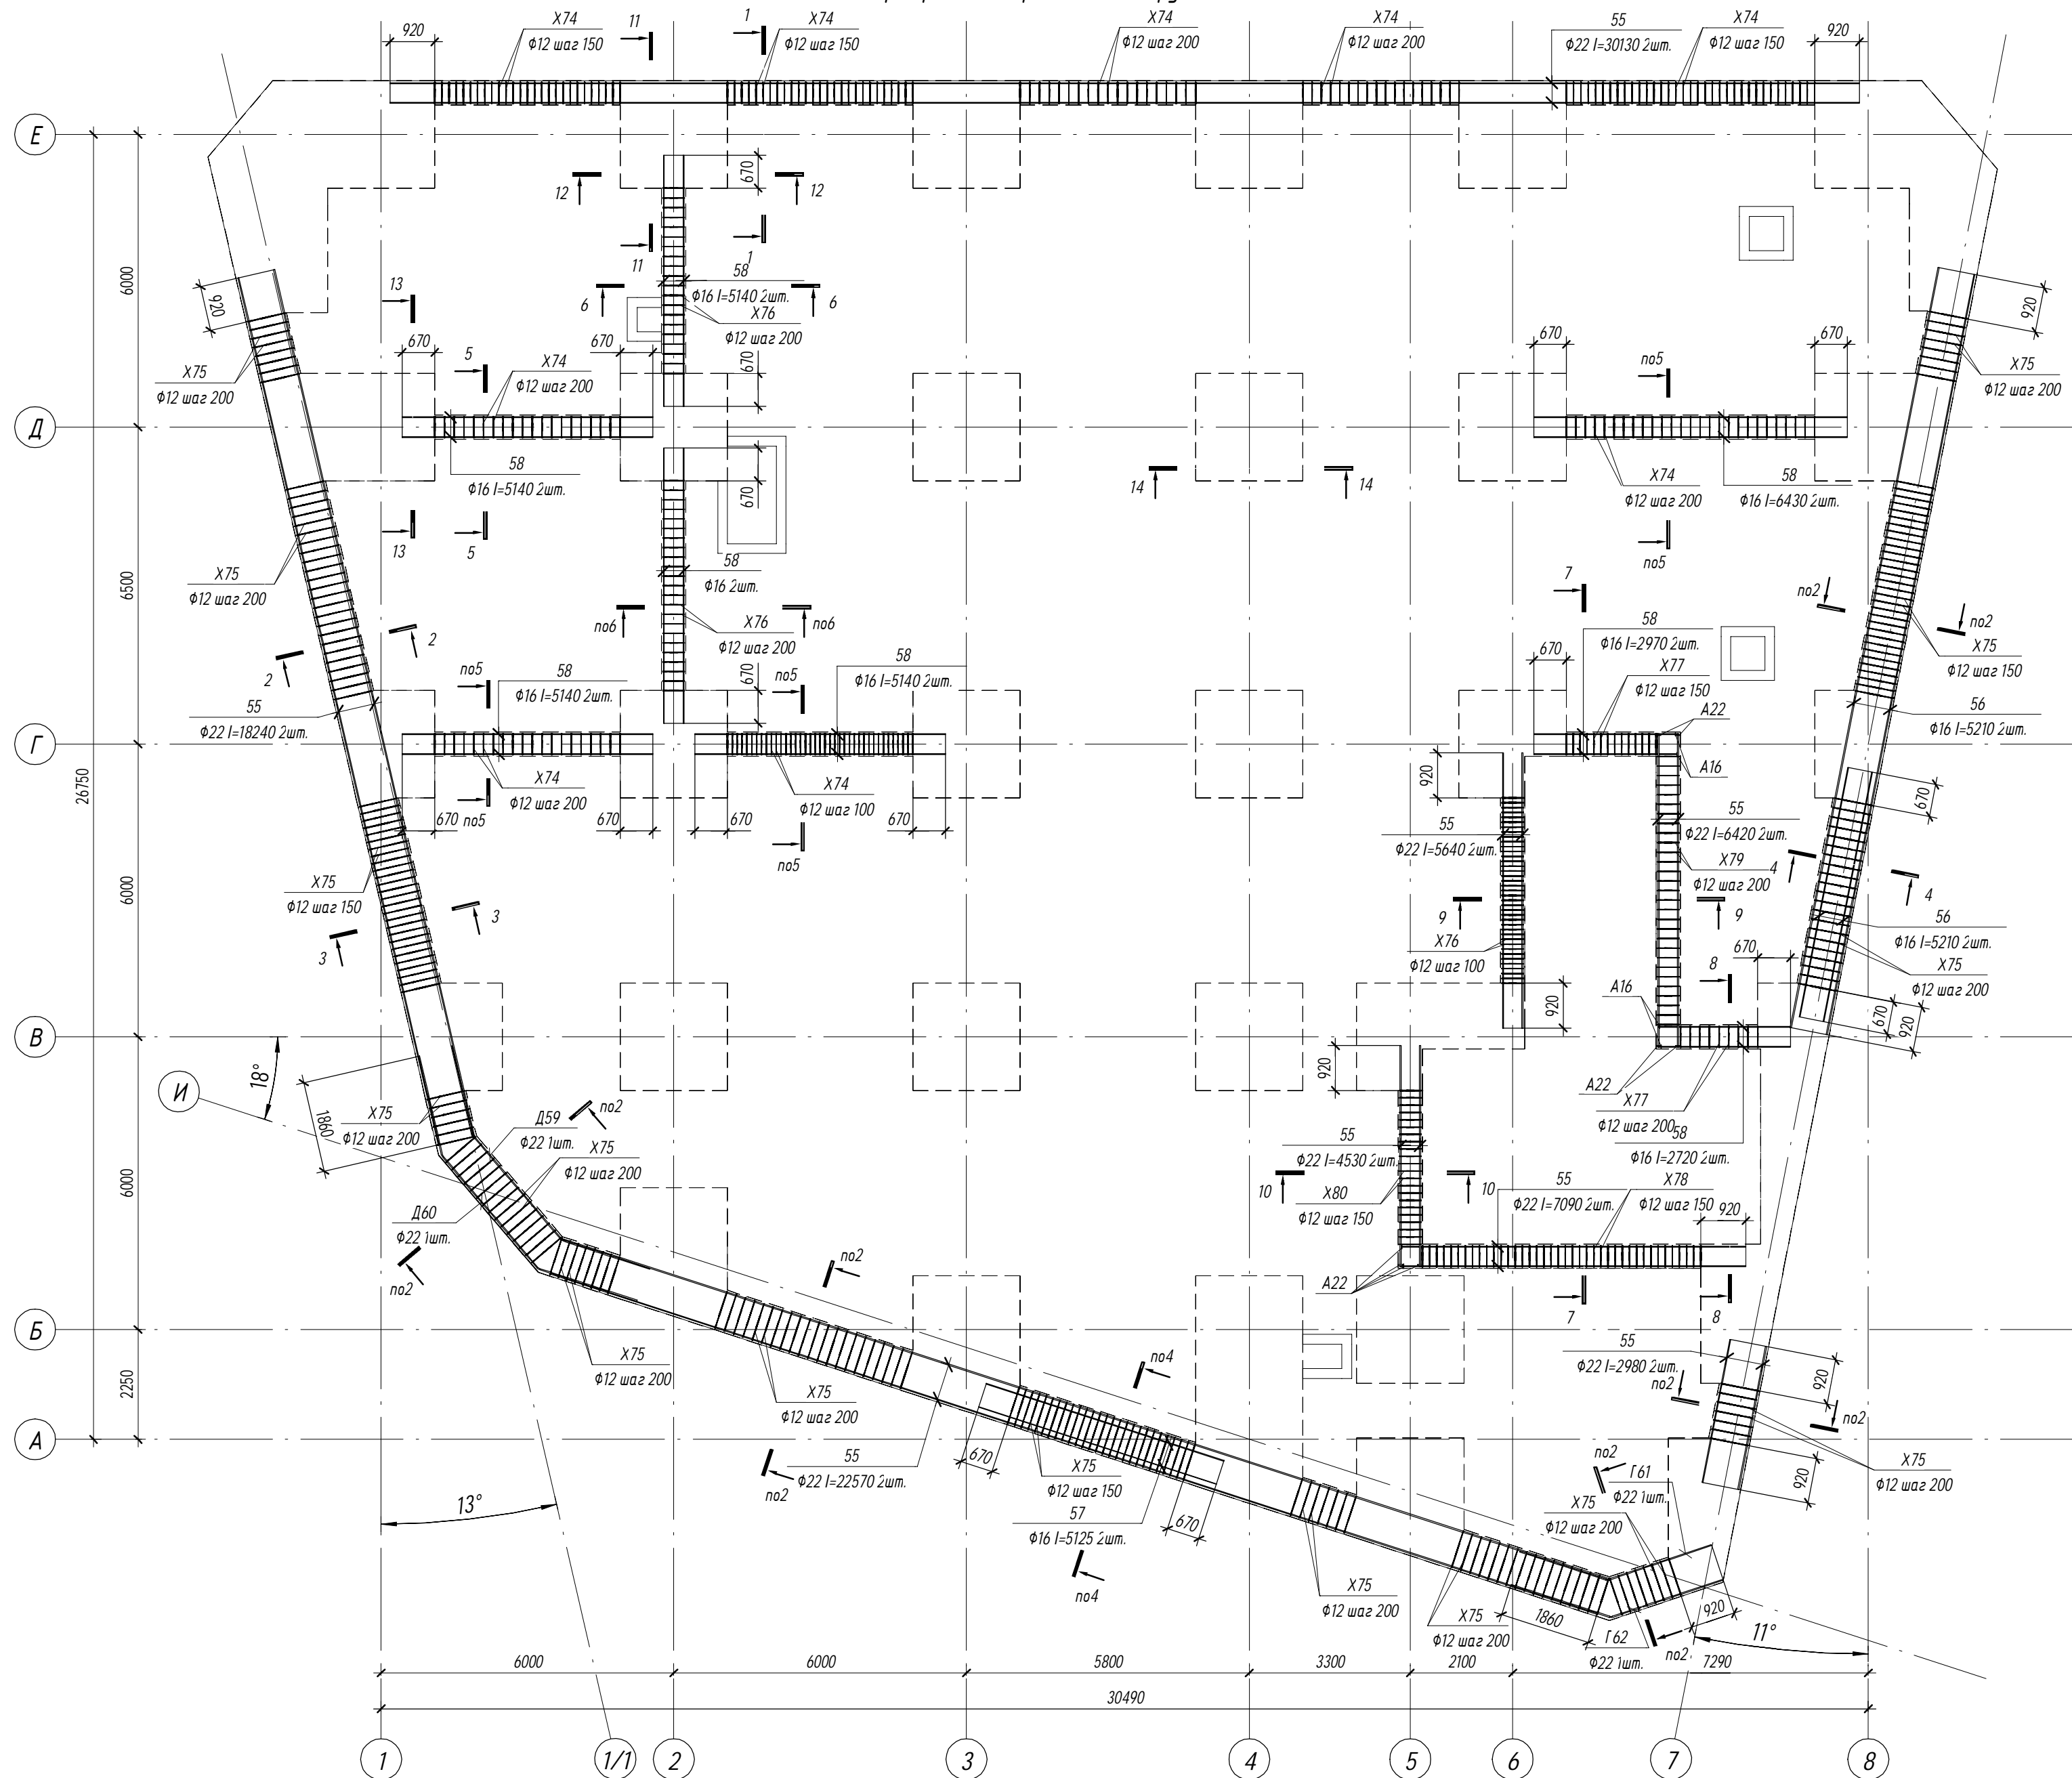 Х74
ф12 шаг 150
11
1
Х74
ф12 шаг 150
Х74
ф12 шаг 200
Х74
ф12 шаг 200
55
ф22 l=30130 2шт.
Х74
ф12 шаг 150
920
920
Е
670
12
12
11
1
58
ф16 l=5140 2шт.
6
6
Х76
ф12 шаг 200
6000
920
13
670
5
Х74
ф12 шаг 200
670
670
Х75
ф12 шаг 200
920
670
по5
670
Х75
ф12 шаг 200
Д
58
ф16 l=5140 2шт.
670
14
14
Х74
ф12 шаг 200
58
ф16 l=6430 2шт.
13
5
по5
Х75
ф12 шаг 200
58
ф16 2шт.
7
по2
по2
6500
26750
по6
по6
Х76
ф12 шаг 200
58
ф16 l=2970 2шт.
2
2
Х75
ф12 шаг 150
по5
58
ф16 l=5140 2шт.
670
по5
58
ф16 l=5140 2шт.
670
Х77
ф12 шаг 150
55
ф22 l=18240 2шт.
А22
56
ф16 l=5210 2шт.
Г
Х74
ф12 шаг 200
Х74
ф12 шаг 100
920
А16
670
670
по5
670
670
670
по5
55
ф22 l=5640 2шт.
55
ф22 l=6420 2шт.
Х79
ф12 шаг 200
4
4
6000
Х75
ф12 шаг 150
3
3
9
9
56
ф16 l=5210 2шт.
Х76
ф12 шаг 100
670
8
Х75
ф12 шаг 200
А16
920
670
920
В
18°
И
1860
Х75
ф12 шаг 200
Д59
ф22 1шт.
по2
Х75
ф12 шаг 200
920
А22
Х77
ф12 шаг 200
58
ф16 l=2720 2шт.
6000
55
ф22 l=4530 2шт.
10
10
Х80
ф12 шаг 150
55
ф22 l=7090 2шт.
Х78
ф12 шаг 150
920
Д60
ф22 1шт.
по2
по2
А22
7
8
Б
2250
Х75
ф12 шаг 200
Х75
ф12 шаг 200
по4
55
ф22 l=2980 2шт.
по2
920
по2
А
55
ф22 l=22570 2шт.
по2
670
Х75
ф12 шаг 150
57
ф16 l=5125 2шт.
670
по4
по2
Г61
ф22 1шт.
Х75
ф12 шаг 200
Х75
ф12 шаг 200
920
13°
Х75
ф12 шаг 200
Х75
ф12 шаг 200
1860
Г62
ф22 1шт.
920
по2
11°
6000
6000
5800
3300
2100
7290
30490
1
1/1
2
3
4
5
6
7
8